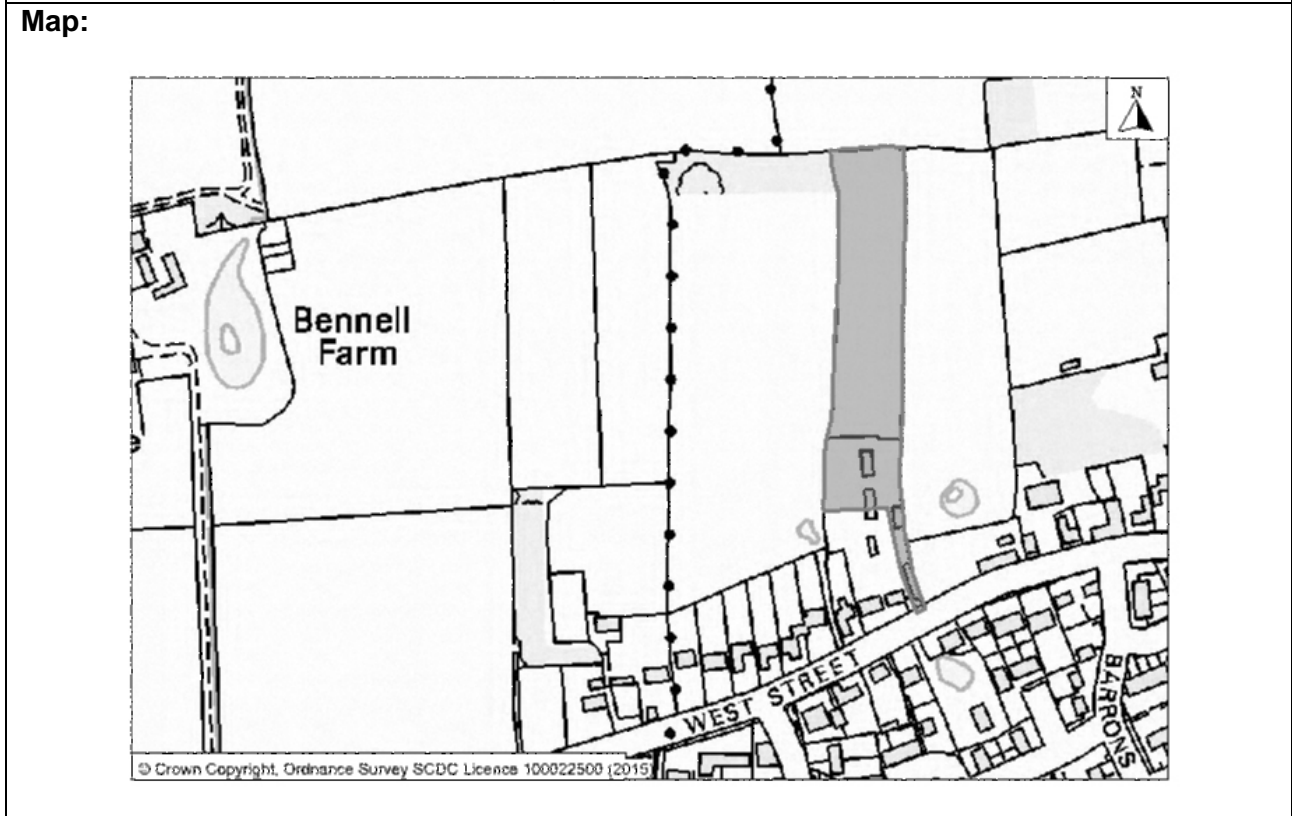 Map:
N
Bennell
Farm
WEST STREET
BARRONS
© Crown Copyright, Ordnance Survey SCDC Licence 100022500 (2015)